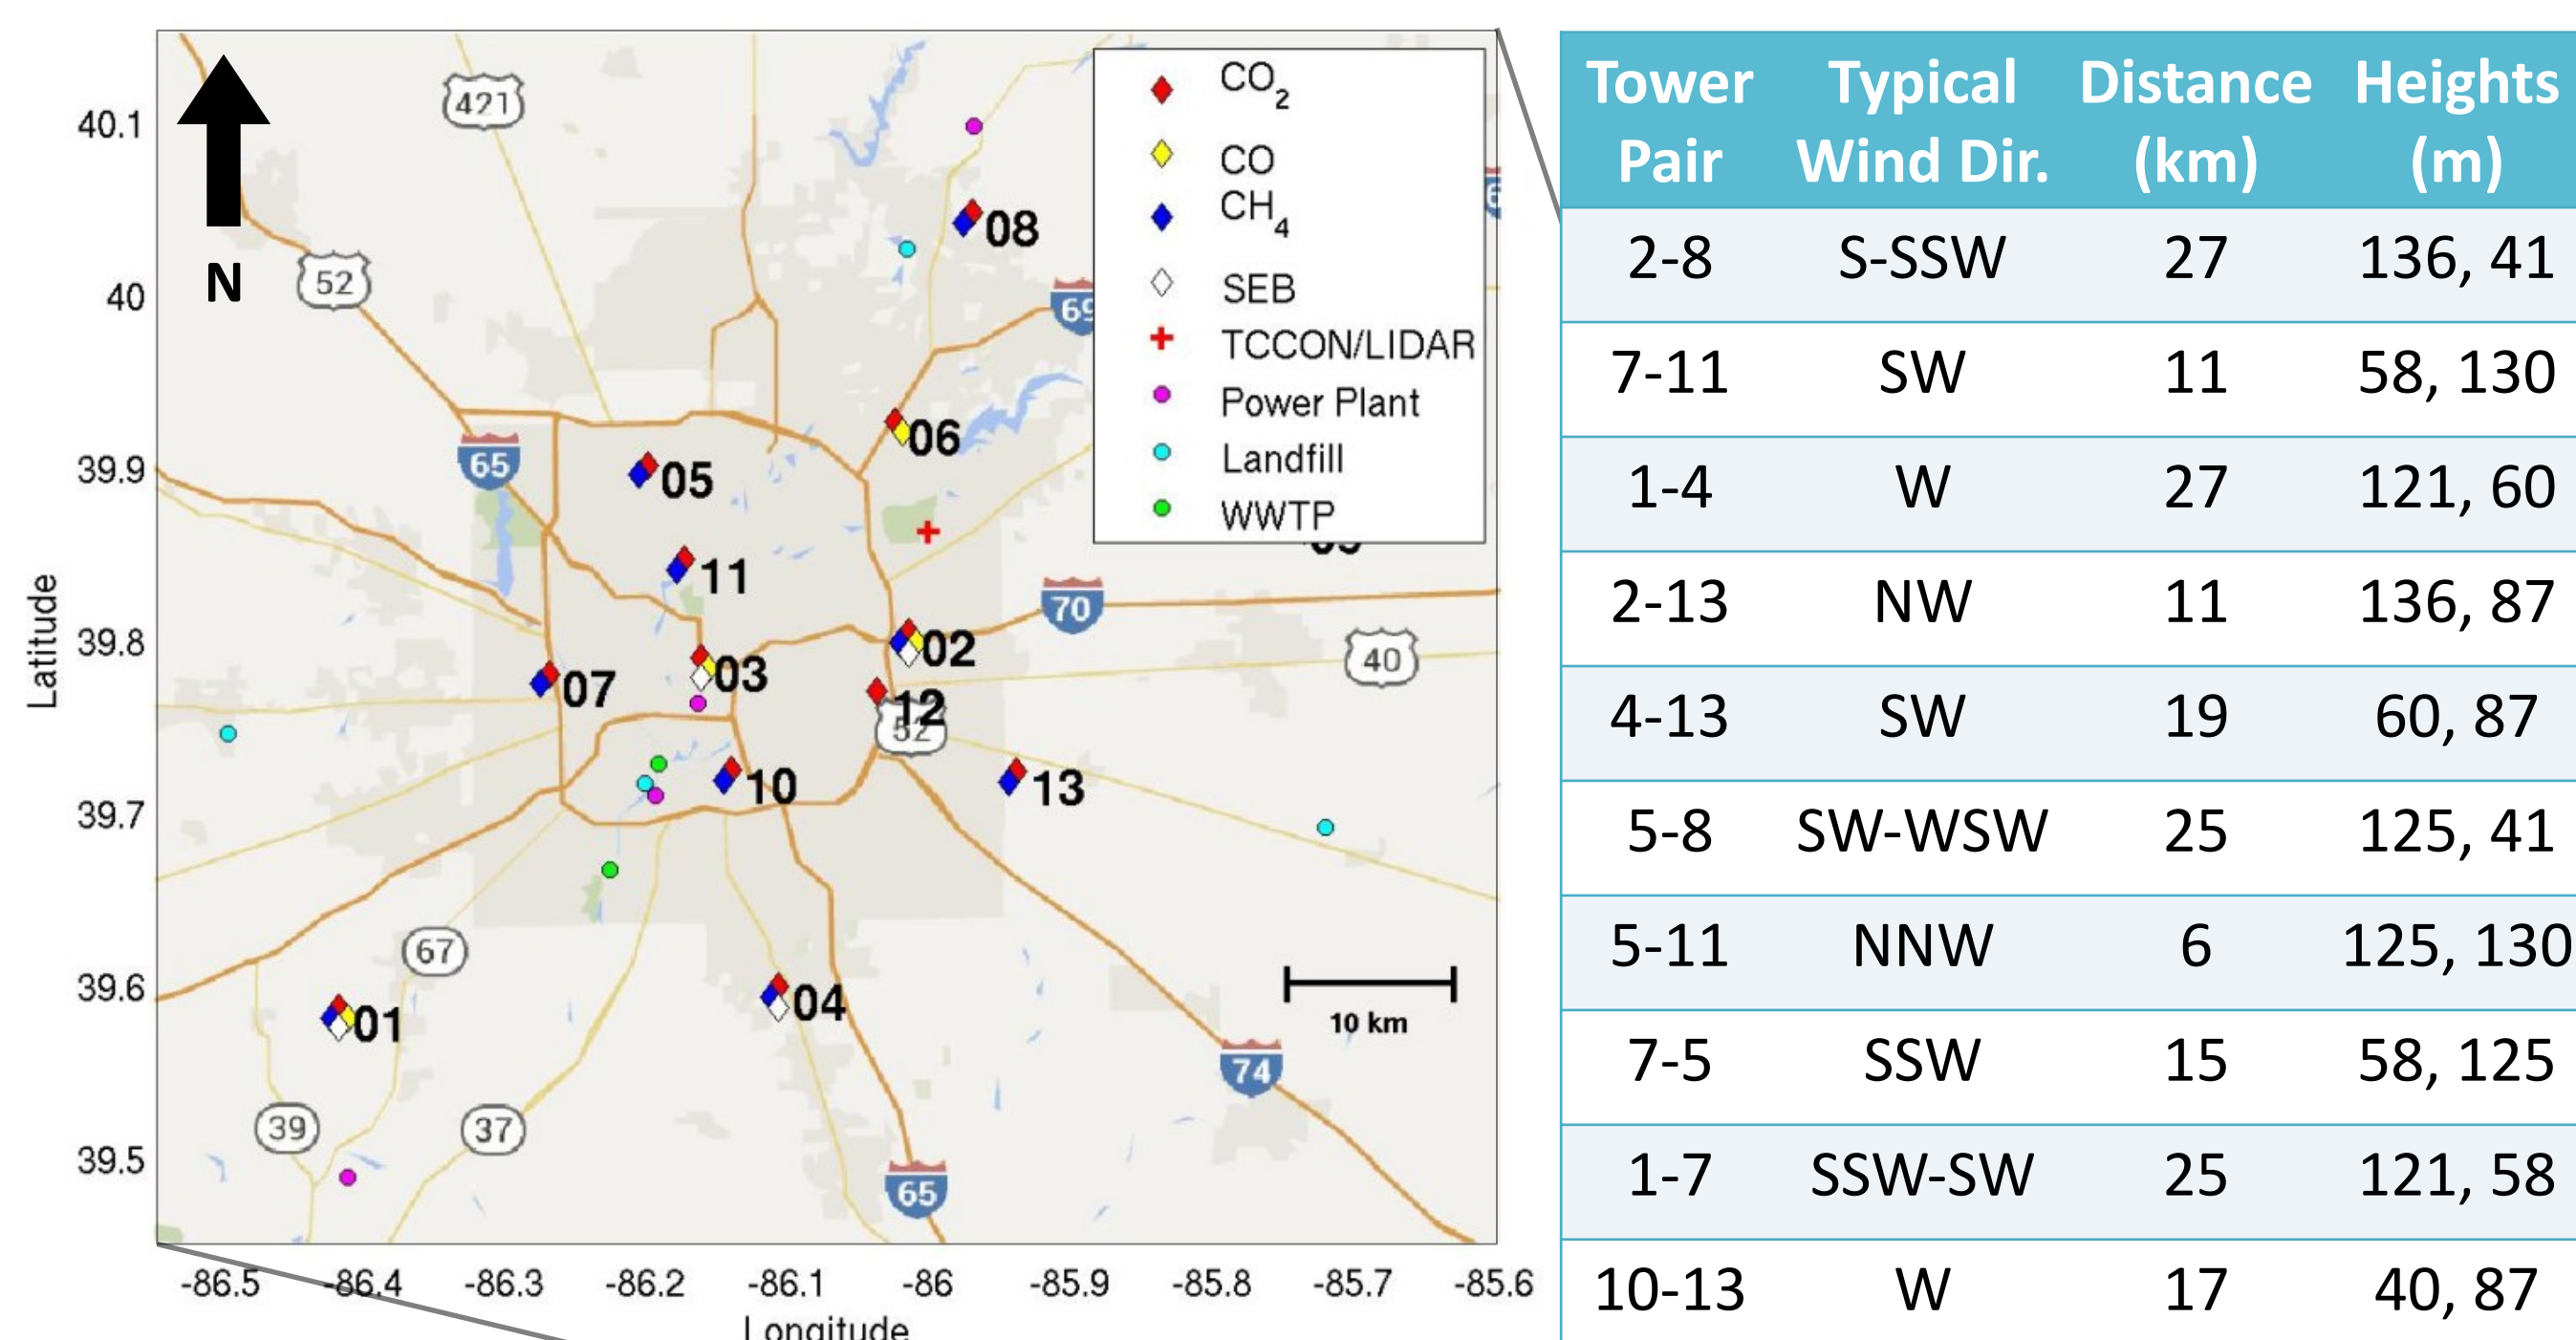 N
421
52
65
69
70
40
52
67
39
37
74
65
CO2
CO
CH4
SEB
TCCON/LIDAR
Power Plant
Landfill
WWTP
08
06
05
11
02
03
07
12
10
13
04
01
10 km
40.1
40
39.9
39.8
39.7
39.6
39.5
Latitude
-86.5 -86.4 -86.3 -86.2 -86.1 -86 -85.9 -85.8 -85.7 -85.6
Longitude
Tower Typical Distance Heights
Pair Wind Dir. (km) (m)
2-8 S-SSW 27 136, 41
7-11 SW 11 58, 130
1-4 W 27 121, 60
2-13 NW 11 136, 87
4-13 SW 19 60, 87
5-8 SW-WSW 25 125, 41
5-11 NNW 6 125, 130
7-5 SSW 15 58, 125
1-7 SSW-SW 25 121, 58
10-13 W 17 40, 87